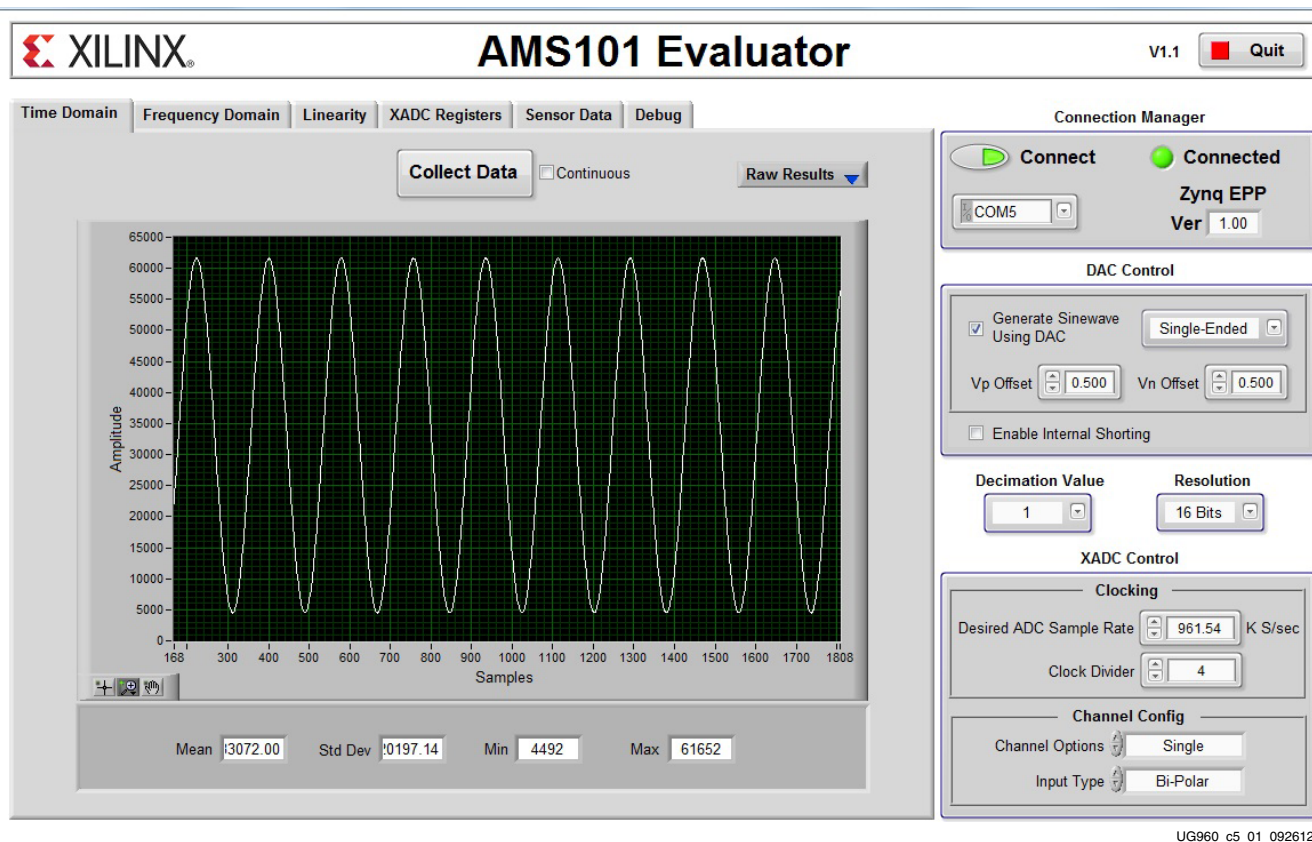 XILINX®
AMS101 Evaluator
V1.1
Quit
Time Domain
Frequency Domain
Linearity
XADC Registers
Sensor Data
Debug
Collect Data
Continuous
Raw Results
65000
60000
55000
50000
45000
40000
35000
30000
25000
20000
15000
10000
5000
0
Amplitude
168 300 400 500 600 700 800 900 1000 1100 1200 1300 1400 1500 1600 1700 1808
Samples
Mean
Std Dev
Min 4492
Max 61652
Connection Manager
Connect
Connected
COM5
Zynq EPP
Ver 1.00
DAC Control
Generate Sinewave
Using DAC
Single-Ended
Vp Offset 0.500
Vn Offset 0.500
Enable Internal Shorting
Decimation Value
1
Resolution
16 Bits
XADC Control
Clocking
Desired ADC Sample Rate 961.54 K S/sec
Clock Divider 4
Channel Config
Channel Options Single
Input Type Bi-Polar
UG960_c5_01_092612